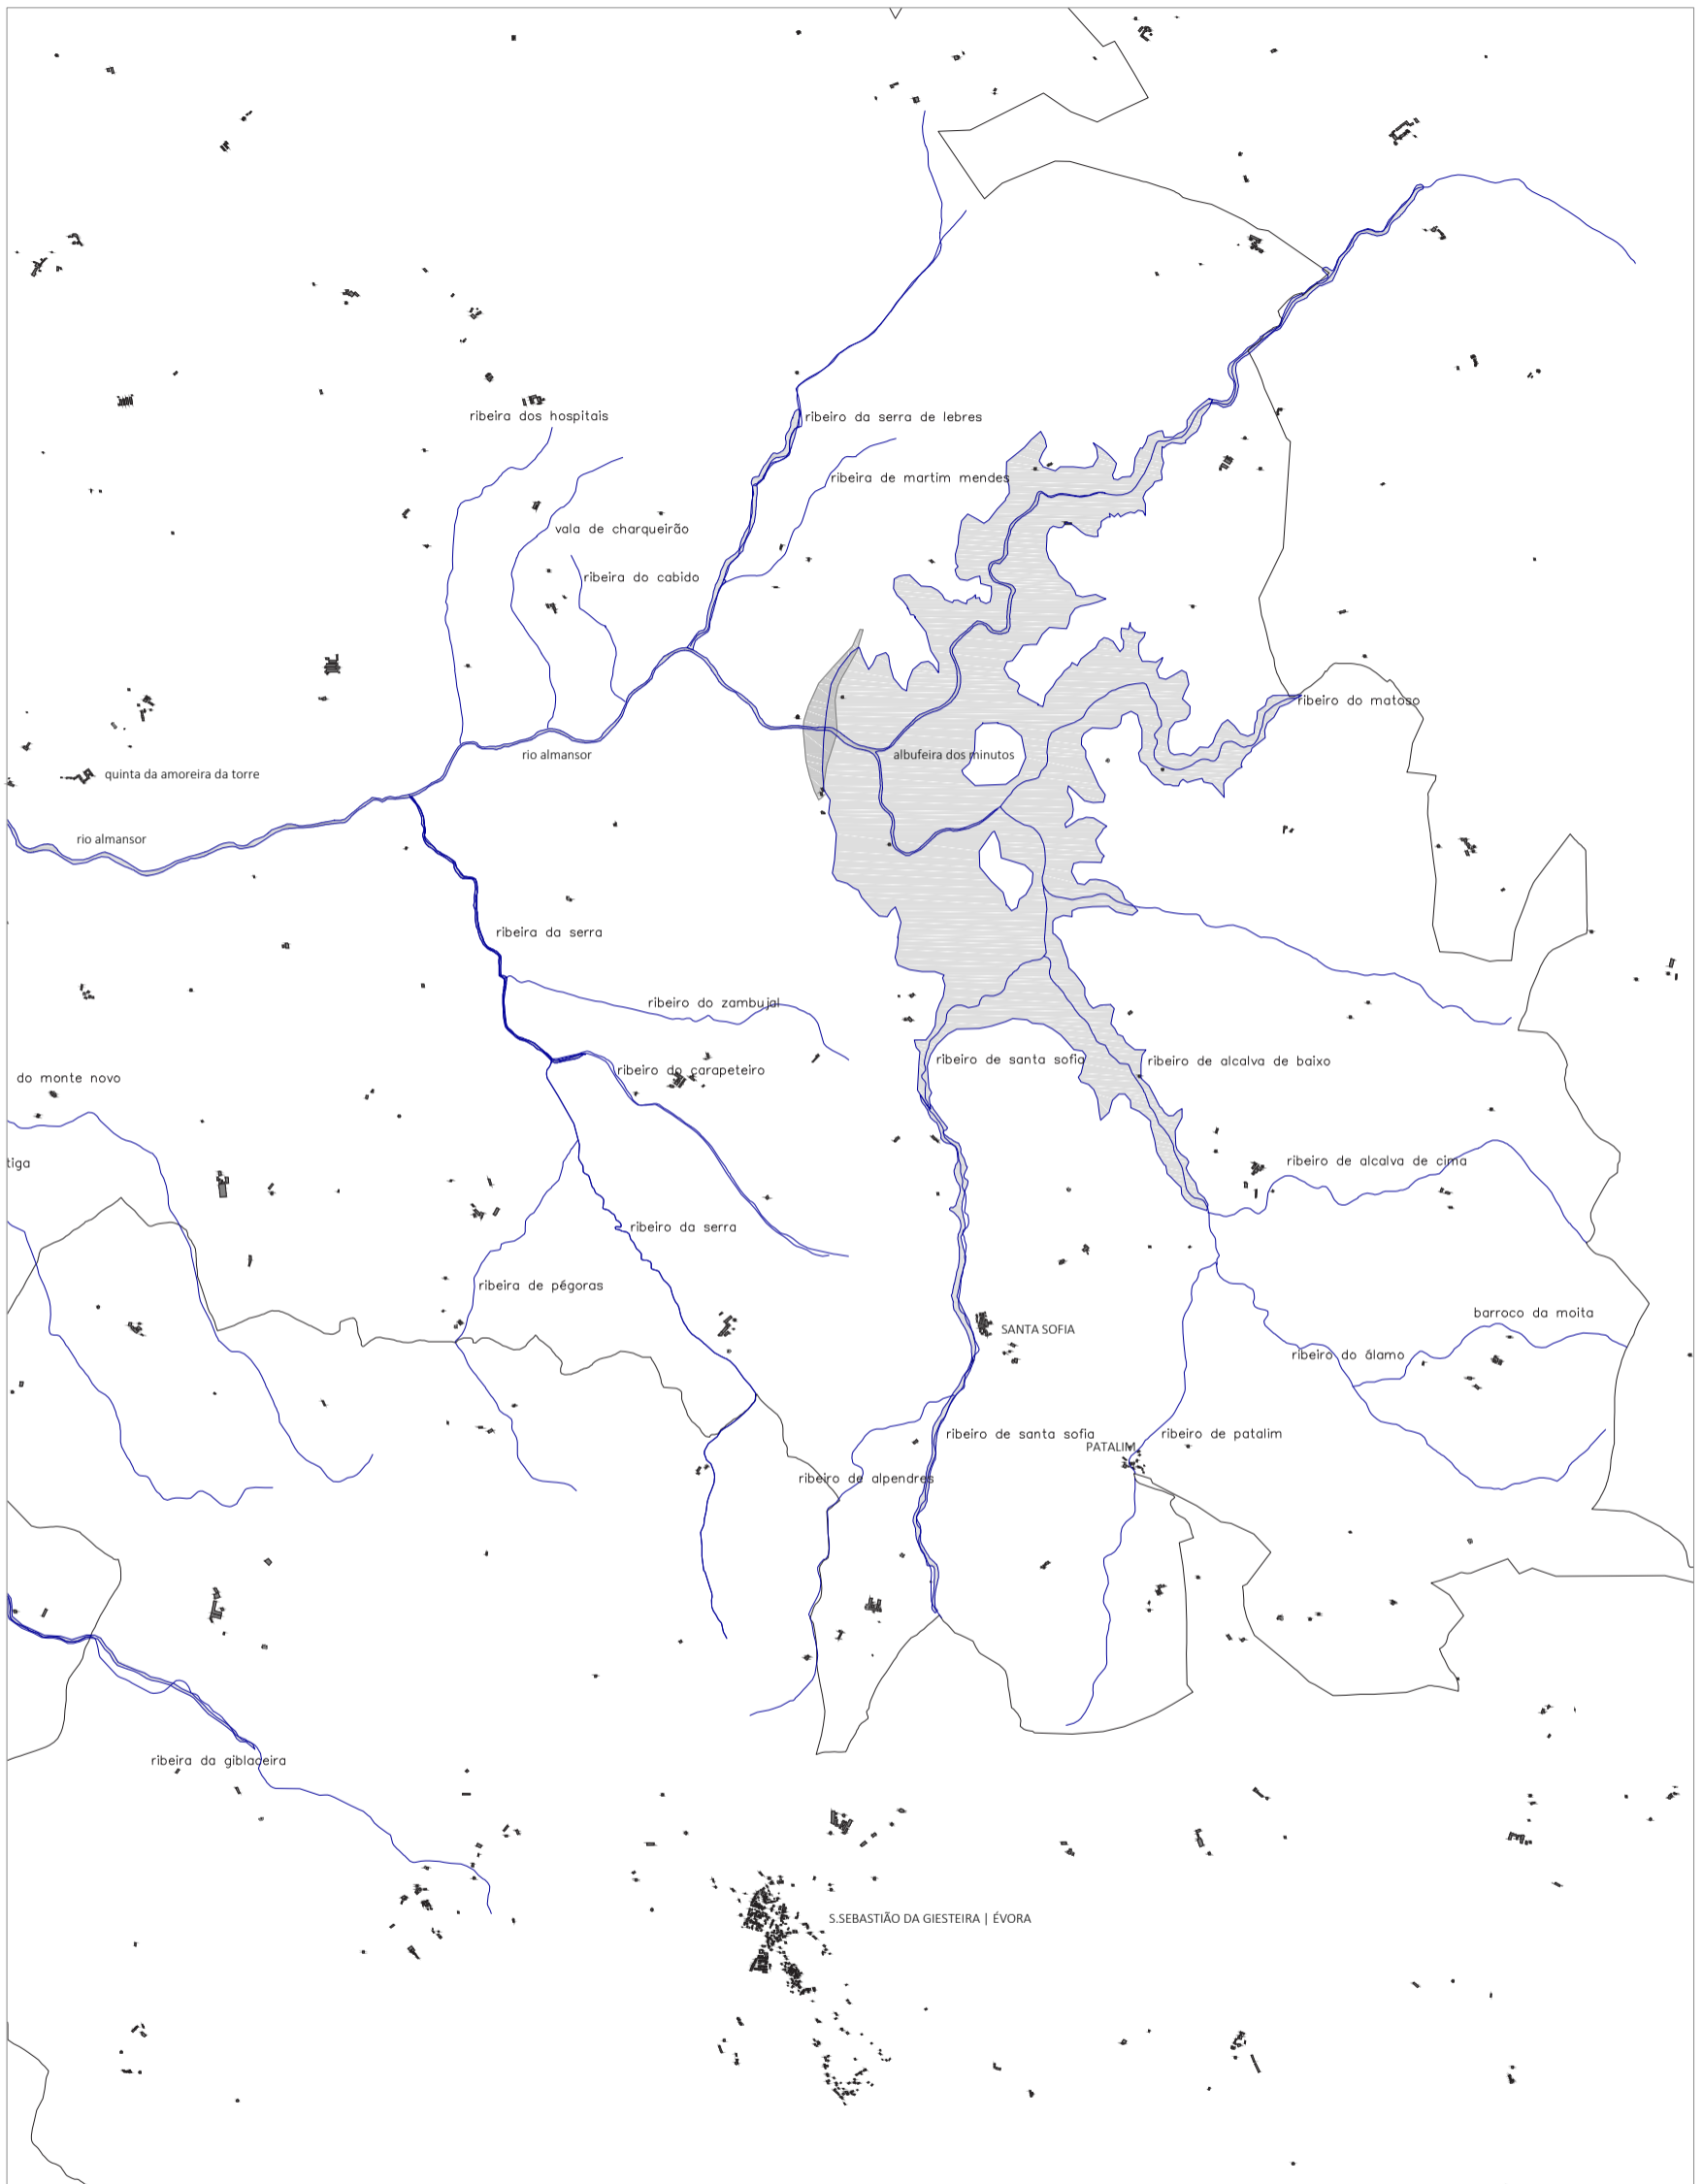 ribeira dos hospitais
ribeiro da serra de lebres
ribeira de martim mendes
vala de charqueirão
ribeira do cabido
ribeiro do matoso
rio almansor
albufeira dos minutos
quinta da amoreira da torre
rio almansor
ribeira da serra
ribeiro do zambujal
ribeiro de santa sofia
ribeiro de alcalva de baixo
ribeiro do carapeteiro
do monte novo
tiga
ribeiro de alcalva de cima
ribeiro da serra
ribeira de pégoras
barroco da moita
SANTA SOFIA
ribeiro do álamo
ribeiro de santa sofia
ribeiro de patalim
PATALIM
ribeiro de alpendres
ribeira da giblaceira
S.SEBASTIÃO DA GIESTEIRA | ÉVORA